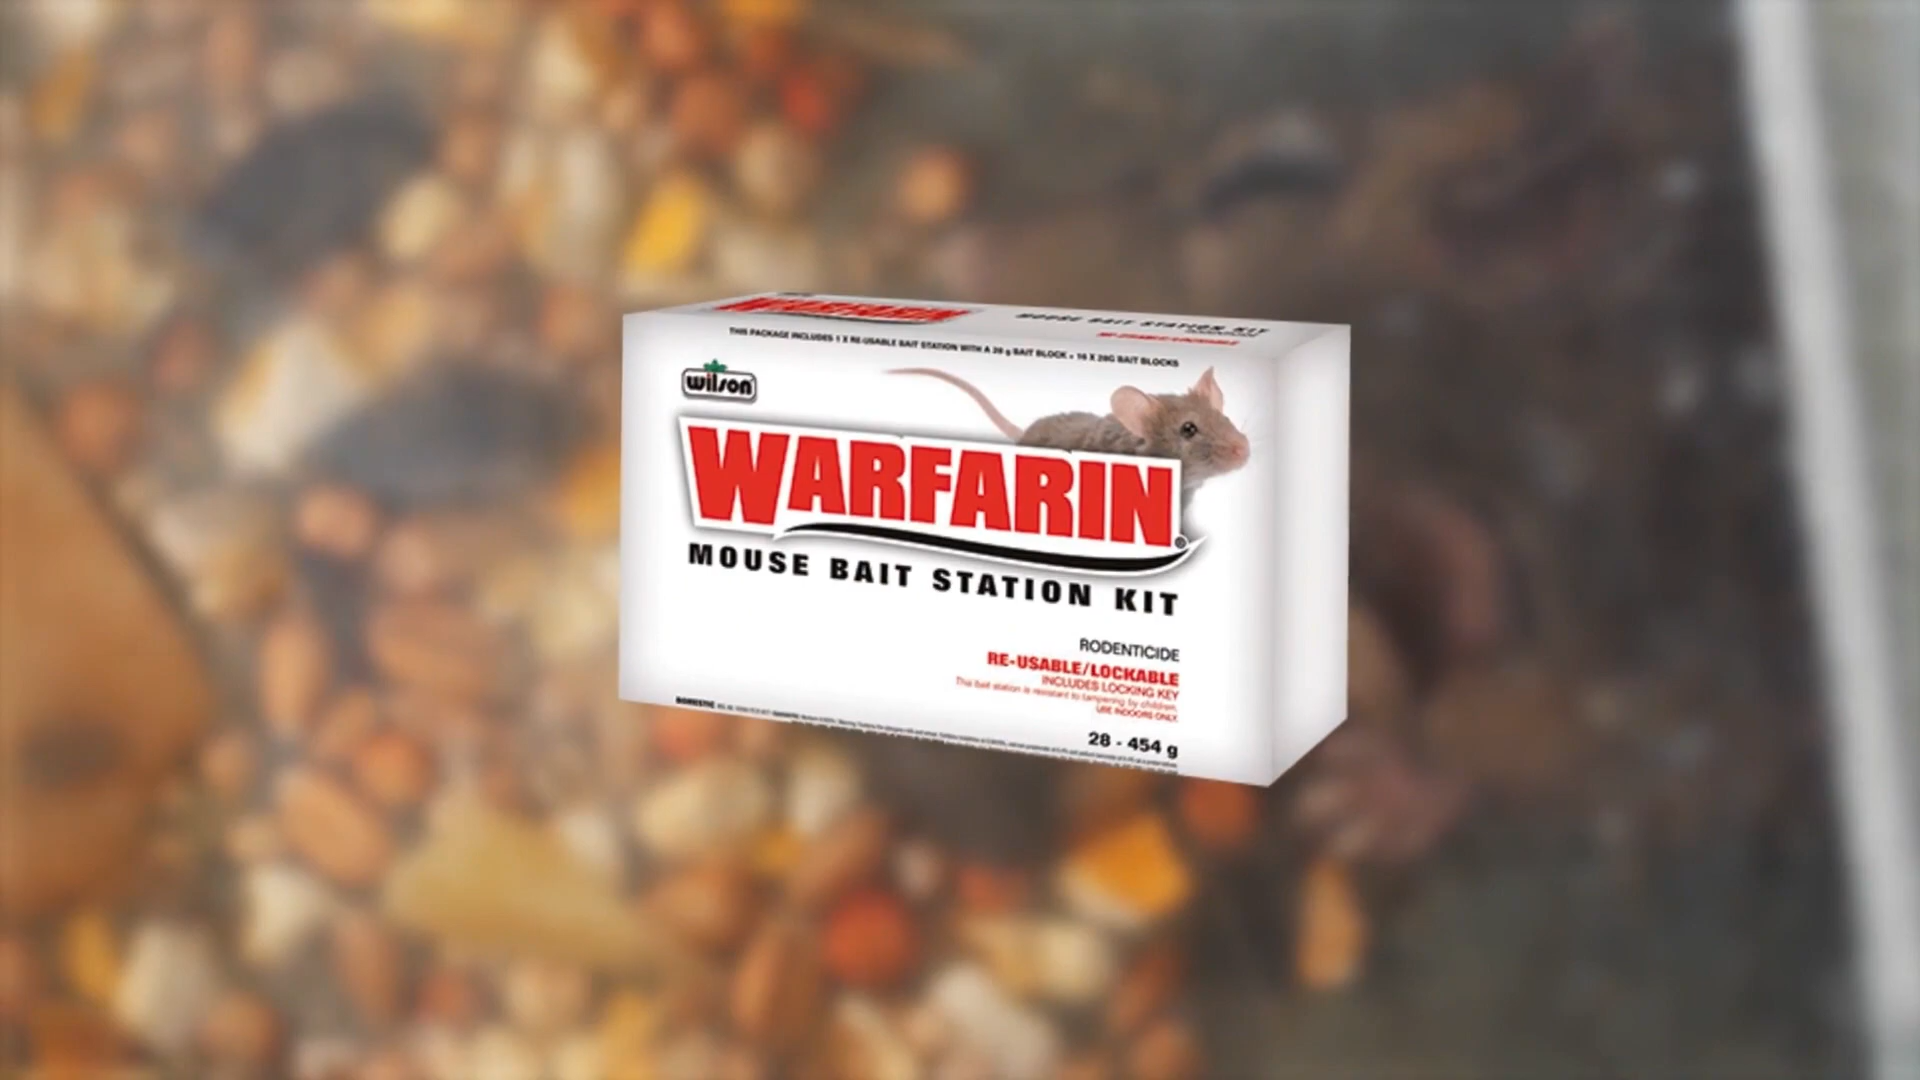 WARFARIN
MOUSE BAIT STATION KIT
THIS PACKAGE INCLUDES 1 X RE-USABLE BAIT STATION WITH A 28 g BAIT BLOCK + 16 X 28G BAIT BLOCKS
wilson
WARFARIN
MOUSE BAIT STATION KIT
RODENTICIDE
RE-USABLE/LOCKABLE
INCLUDES LOCKING KEY
This bait station is resistant to tampering by children.
USE INDOORS ONLY.
28 - 454 g
DOMESTIC